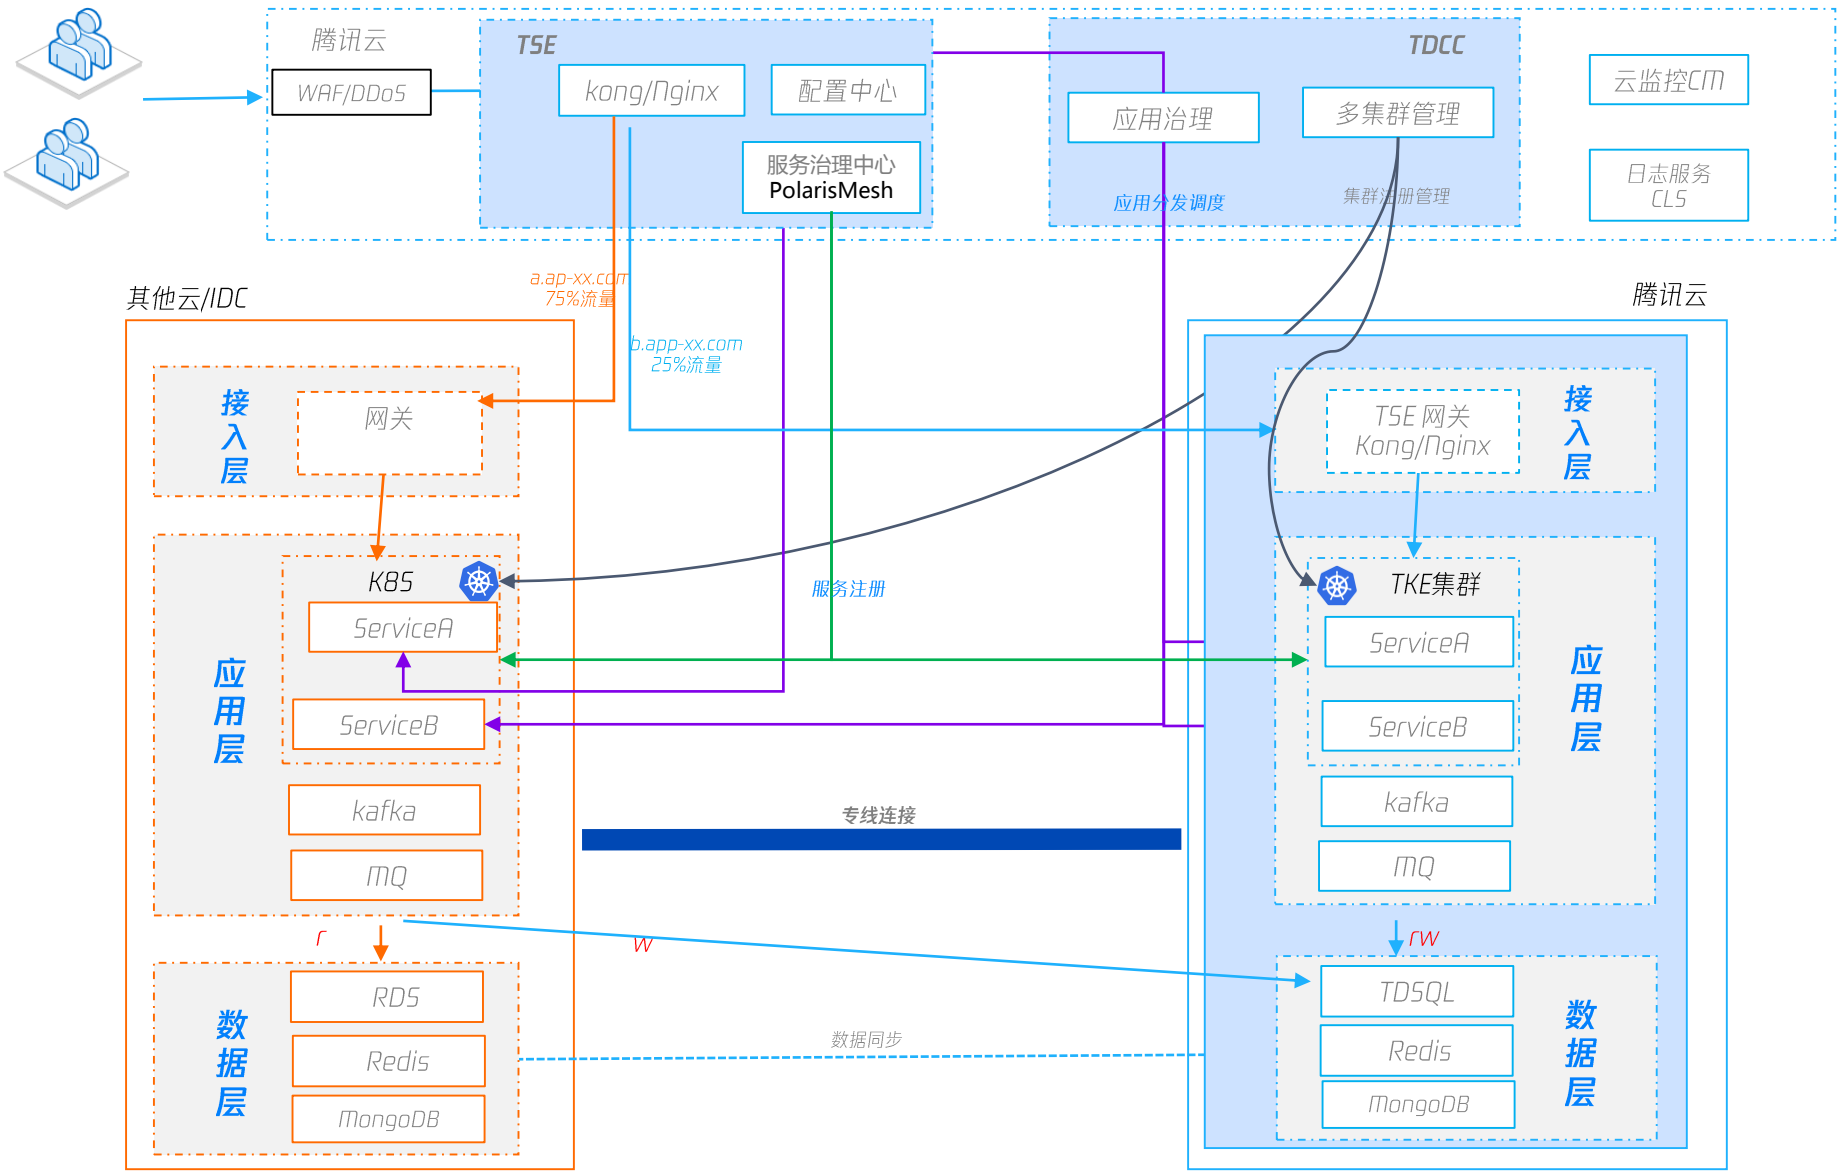 腾讯云
WAF/DDoS
TSE
kong/Nginx
配置中心
服务治理中心
PolarisMesh
TDCC
应用治理
多集群管理
应用分发调度
集群注册管理
云监控CM
日志服务
CLS
a.ap-xx.com
75%流量
b.app-xx.com
25%流量
其他云/IDC
接
入
层
网关
应
用
层
K8S
ServiceA
ServiceB
kafka
MQ
r
数
据
层
RDS
Redis
MongoDB
服务注册
专线连接
W
数据同步
腾讯云
TSE 网关
Kong/Nginx
接
入
层
TKE集群
ServiceA
ServiceB
kafka
MQ
应
用
层
rw
TDSQL
Redis
MongoDB
数
据
层